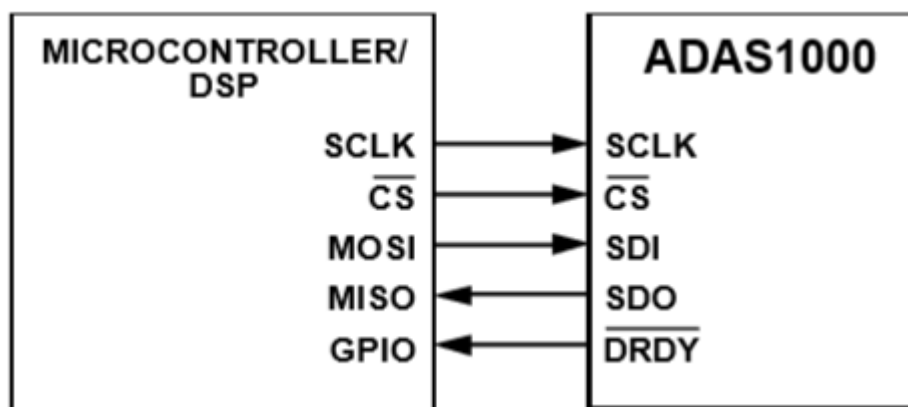 MICROCONTROLLER/
DSP
SCLK
CS
MOSI
MISO
GPIO
ADAS1000
SCLK
CS
SDI
SDO
DRDY